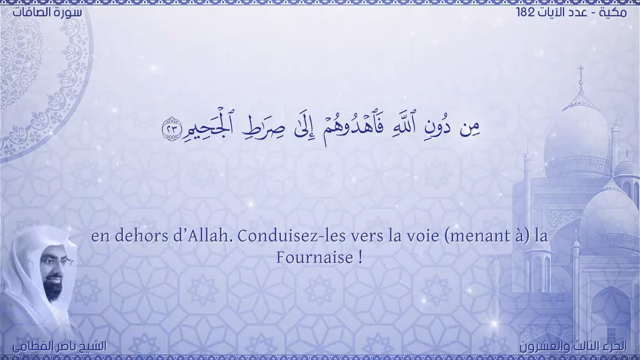 مكية - عدد الآيات 182
سورة الصافات
مِن دُونِ ٱللَّهِ فَٱهْدُوهُمْ إِلَىٰ صِرَٰطِ ٱلْجَحِيمِ ٢٣
en dehors d’Allah. Conduisez-les vers la voie (menant à) la
Fournaise !
الجزء الثالث والعشرون
الشيخ ناصر القطامي